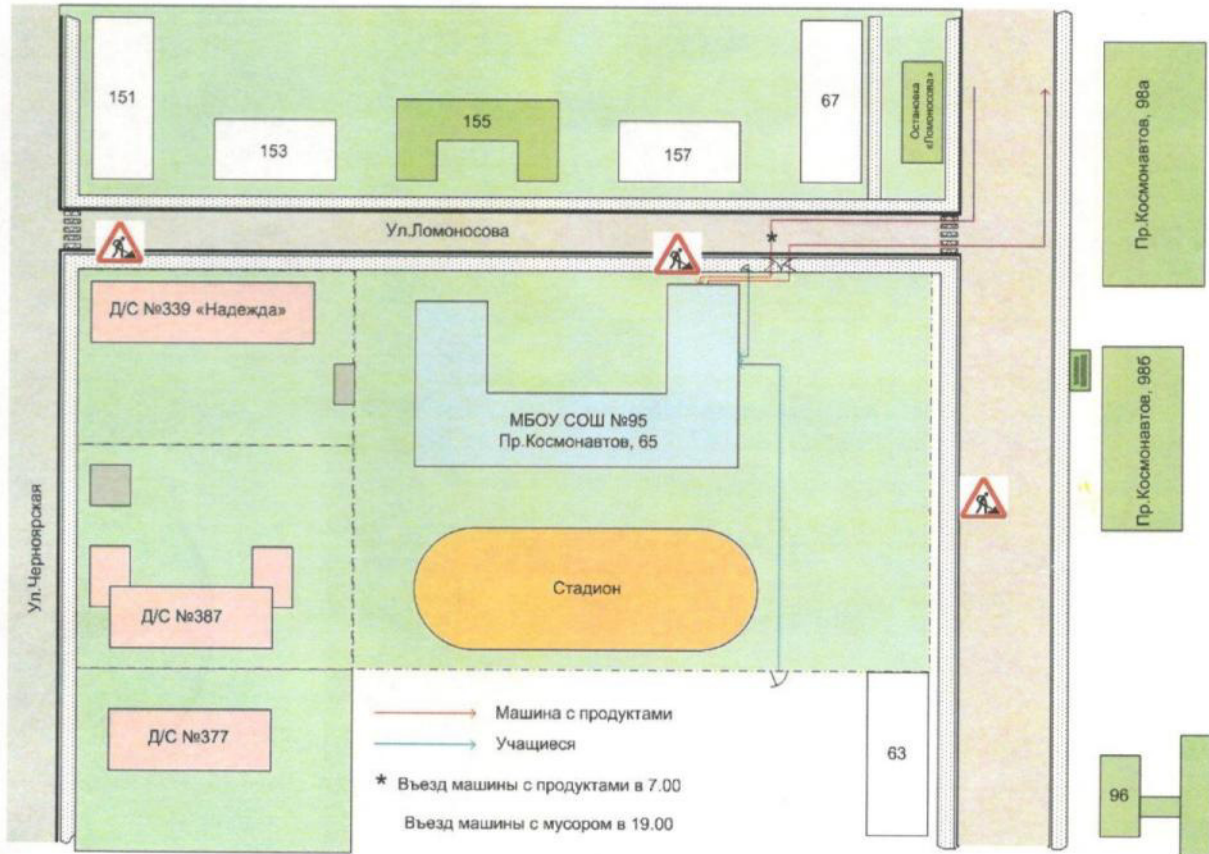 151
153
155
157
67
Остановка
«Ломоносова»
Пр.Космонавтов, 98а
Ул.Ломоносова
*
Д/С №339 «Надежда»
МБОУ СОШ №95
Пр.Космонавтов, 65
Пр.Космонавтов, 98б
Ул.Черноярская
Д/С №387
Стадион
Д/С №377
Машина с продуктами
Учащиеся
* Въезд машины с продуктами в 7.00
Въезд машины с мусором в 19.00
63
96